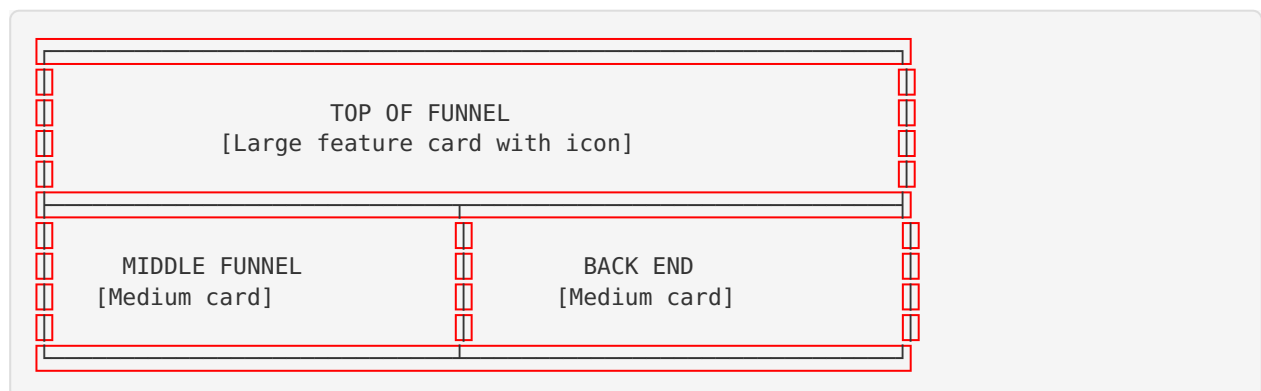 TOP OF FUNNEL
[Large feature card with icon]
MIDDLE FUNNEL BACK END
[Medium card] [Medium card]